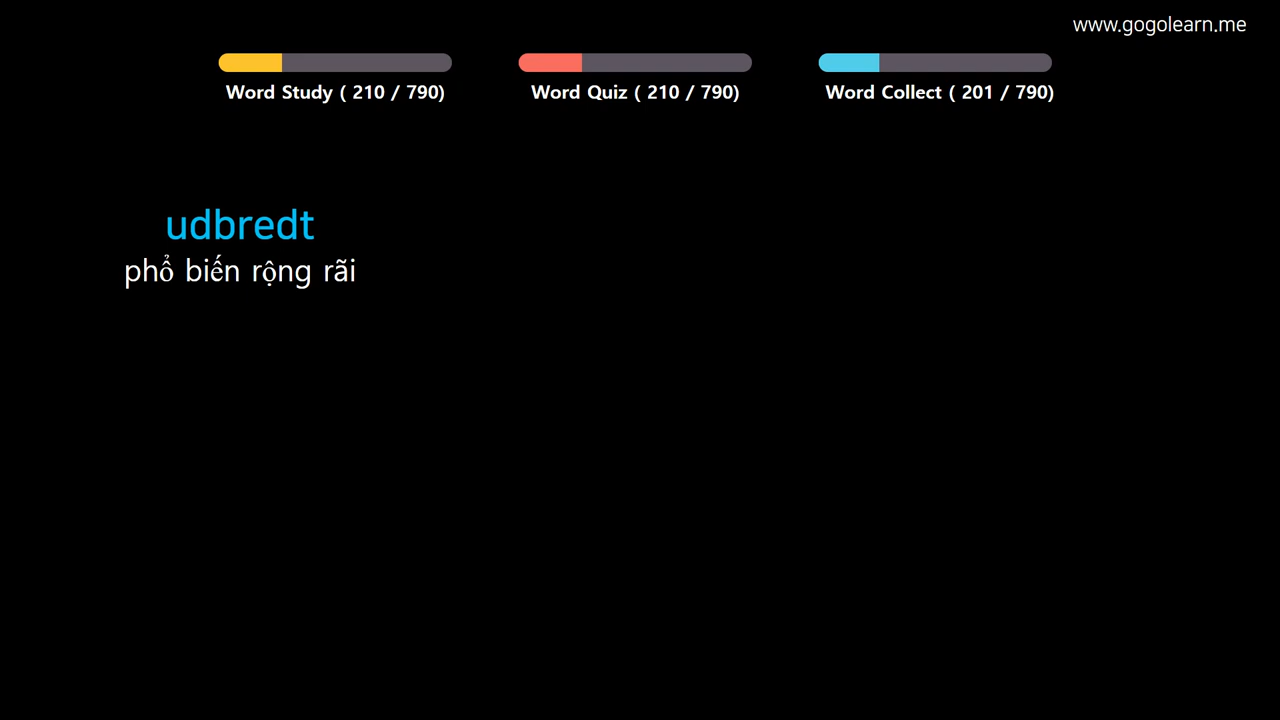 www.gogolearn.me
Word Study ( 210 / 790)
Word Quiz ( 210 / 790)
Word Collect ( 201 / 790)
udbredt
phổ biến rộng rãi